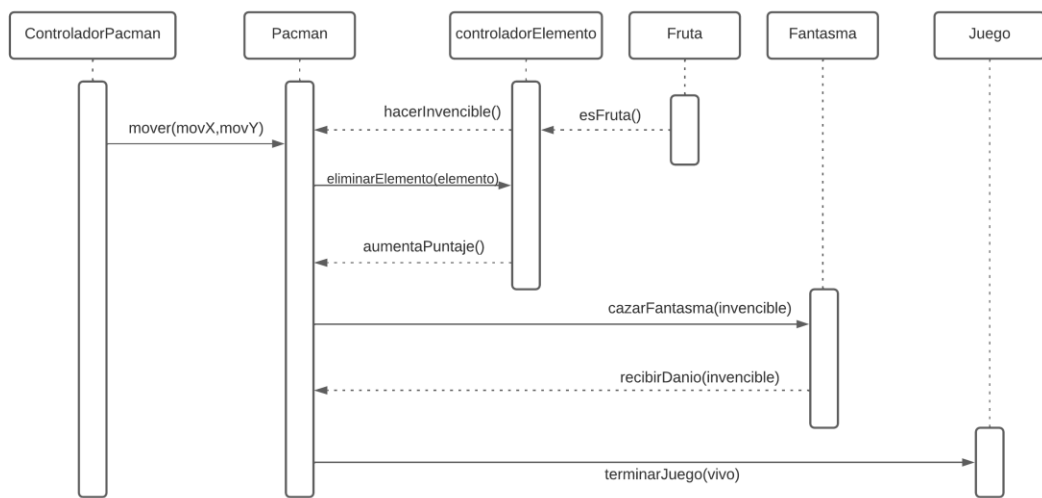 ControladorPacman
Pacman
controladorElemento
Fruta
Fantasma
Juego
hacerInvencible()
esFruta()
mover(movX,movY)
eliminarElemento(elemento)
aumentaPuntaje()
cazarFantasma(invencible)
recibirDanio(invencible)
terminarJuego(vivo)